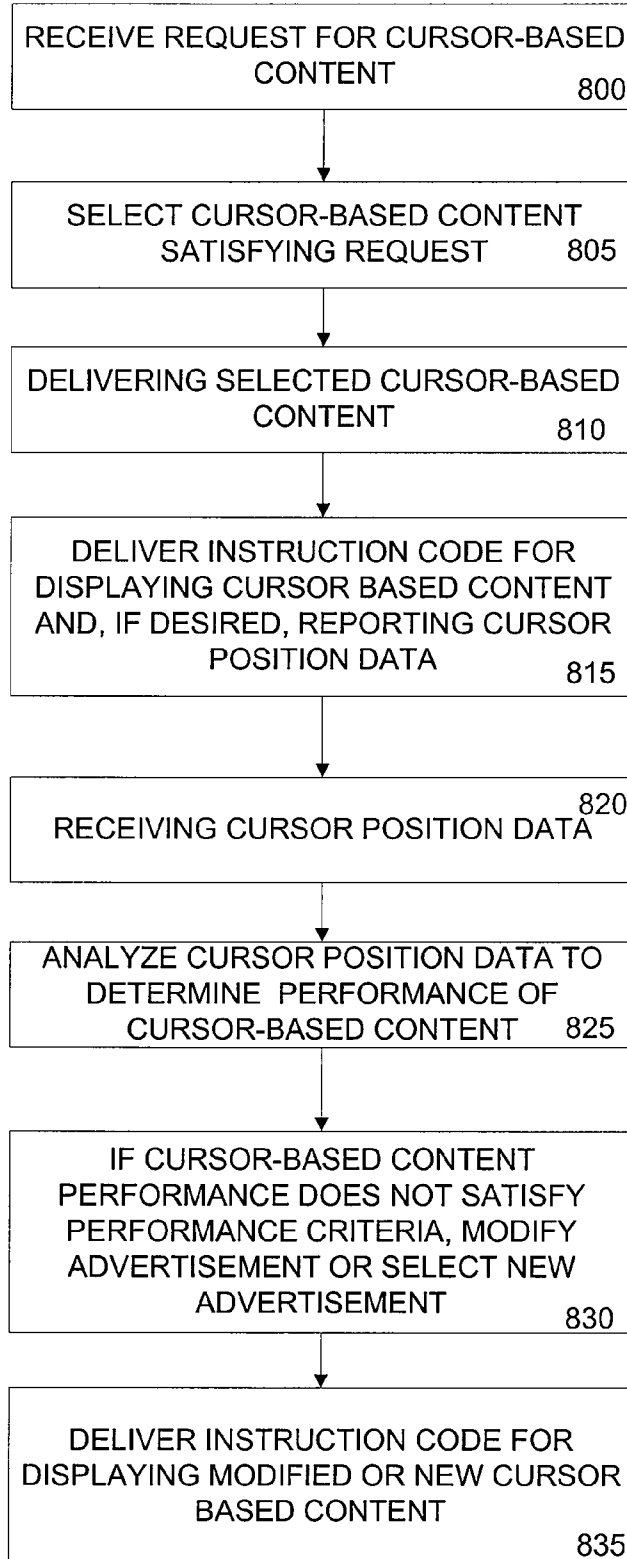 RECEIVE REQUEST FOR CURSOR-BASED
CONTENT
800
SELECT CURSOR-BASED CONTENT
SATISFYING REQUEST 805
DELIVERING SELECTED CURSOR-BASED
CONTENT
810
DELIVER INSTRUCTION CODE FOR
DISPLAYING CURSOR BASED CONTENT
AND, IF DESIRED, REPORTING CURSOR
POSITION DATA 815
820
RECEIVING CURSOR POSITION DATA
ANALYZE CURSOR POSITION DATA TO
DETERMINE PERFORMANCE OF
CURSOR-BASED CONTENT 825
IF CURSOR-BASED CONTENT
PERFORMANCE DOES NOT SATISFY
PERFORMANCE CRITERIA, MODIFY
ADVERTISEMENT OR SELECT NEW
ADVERTISEMENT
830
DELIVER INSTRUCTION CODE FOR
DISPLAYING MODIFIED OR NEW CURSOR
BASED CONTENT
835